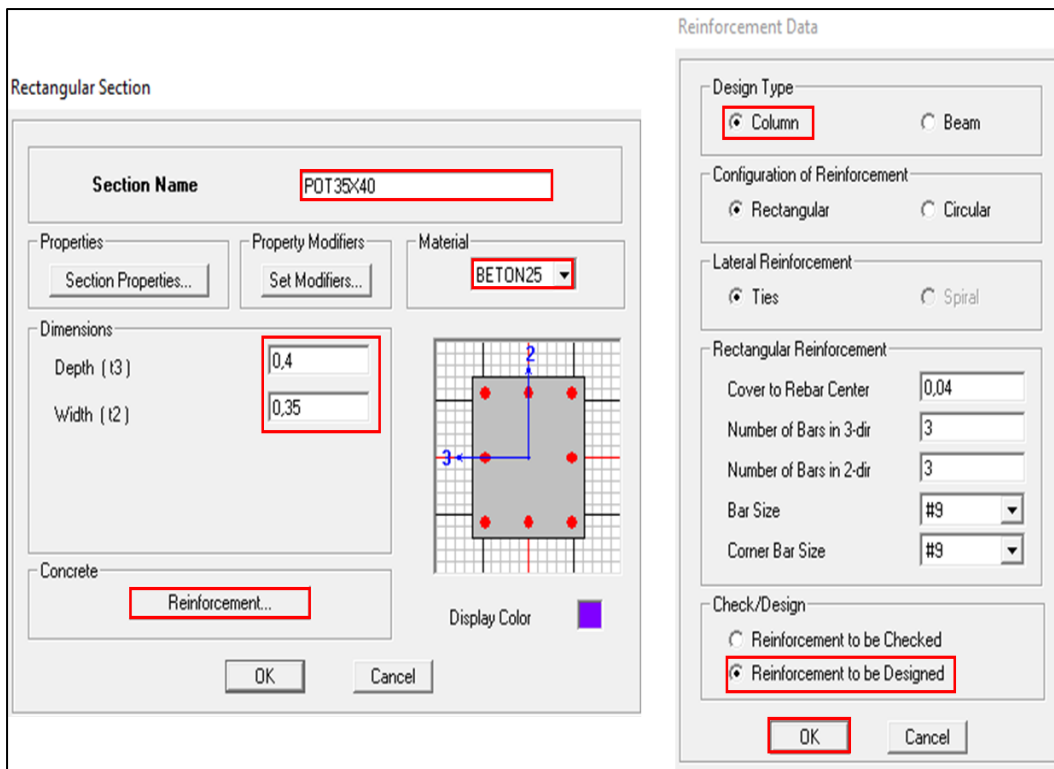 Rectangular Section
Section Name
POT35X40
Properties
Section Properties...
Property Modifiers
Set Modifiers...
Material
BETON25
Dimensions
Depth ( t3 )
0,4
Width ( t2 )
0,35
2
3
Concrete
Reinforcement...
Display Color
OK
Cancel
Reinforcement Data
Design Type
Column
Beam
Configuration of Reinforcement
Rectangular
Circular
Lateral Reinforcement
Ties
Spiral
Rectangular Reinforcement
Cover to Rebar Center
0,04
Number of Bars in 3-dir
3
Number of Bars in 2-dir
3
Bar Size
#9
Corner Bar Size
#9
Check/Design
Reinforcement to be Checked
Reinforcement to be Designed
OK
Cancel